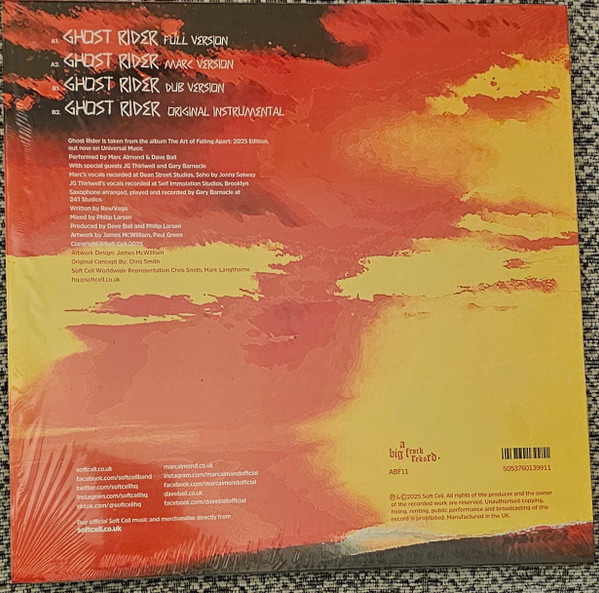 A1. GHOST RIDER FULL VERSION
A2. GHOST RIDER MARC VERSION
B1. GHOST RIDER DUB VERSION
B2. GHOST RIDER ORIGINAL INSTRUMENTAL
Ghost Rider is taken from the album The Art of Falling Apart: 2025 Edition,
out now on Universal Music
Performed by Marc Almond & Dave Ball
With special guests JG Thirlwell and Gary Barnacle
Marc's vocals recorded at Dean Street Studios, Soho by Jonny Solway
JG Thirlwell's vocals recorded at Self Immolation Studios, Brooklyn
Saxophone arranged, played and recorded by Gary Barnacle at
241 Studios
Written by Rev/Vega
Mixed by Philip Larsen
Produced by Dave Ball and Philip Larsen
Artwork by James McWilliam, Paul Green
Copyright Soft Cell 2025
Artwork Design: James McWilliam
Original Concept By: Chris Smith
Soft Cell Worldwide Representation Chris Smith, Mark Langthorne
hq@softcell.co.uk
softcell.co.uk
facebook.com/softcellband
twitter.com/softcellhq
instagram.com/softcellhq
tiktok.com/@softcellhq
marcalmond.co.uk
instagram.com/marcalmondofficial
facebook.com/marcalmondofficial
daveball.co.uk
facebook.com/daveballofficial
official Soft Cell music and merchandise directly from
softcell.co.uk
a
big frock
rekord.
ABF11
5053760139911
℗&©2025 Soft Cell. All rights of the producer and the owner
of the recorded work are reserved. Unauthorised copying,
hiring, renting, public performance and broadcasting of this
record is prohibited. Manufactured in the UK.